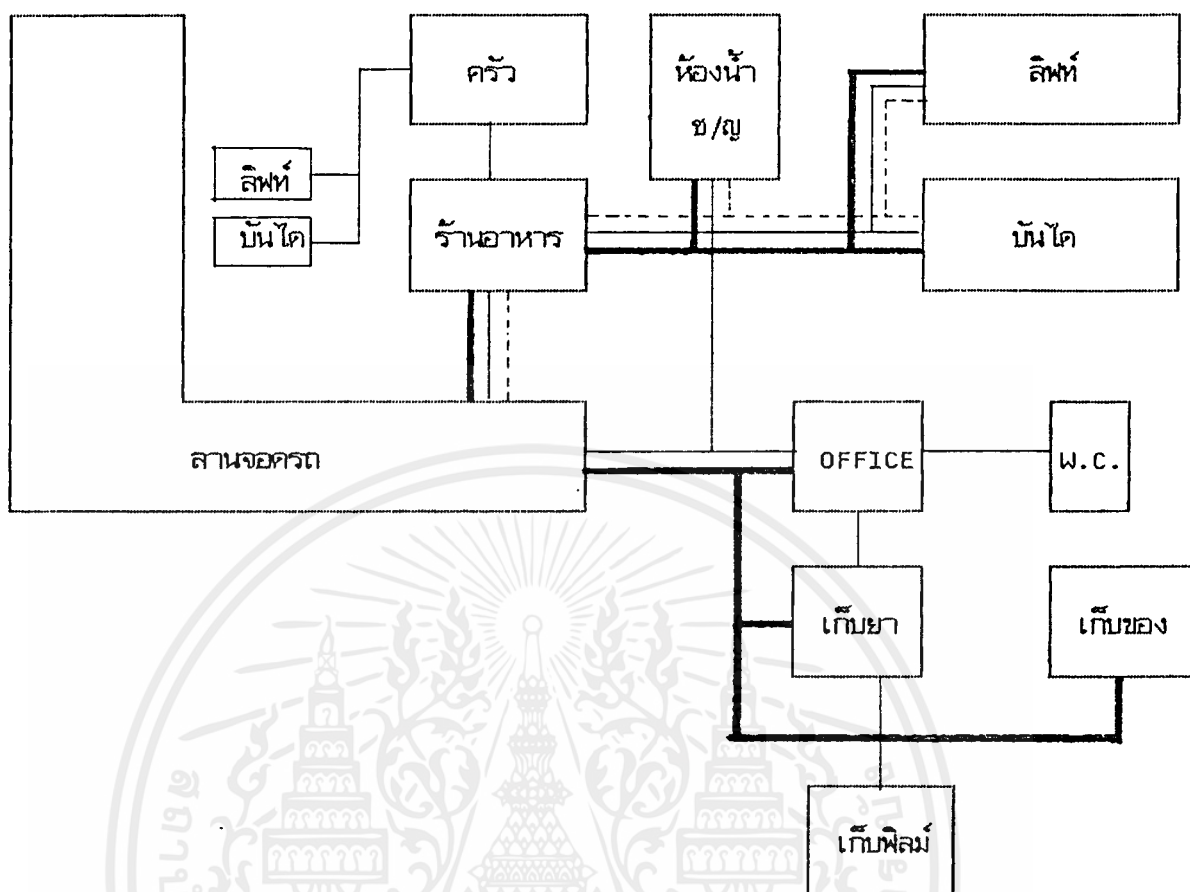 ครัว
ห้องน้ำ
ช/ญ
ลิฟท์
ลิฟท์
บันได
ร้านอาหาร
บันได
ลานจอดรถ
OFFICE
W.C.
เก็บยา
เก็บของ
เก็บฟิลม์